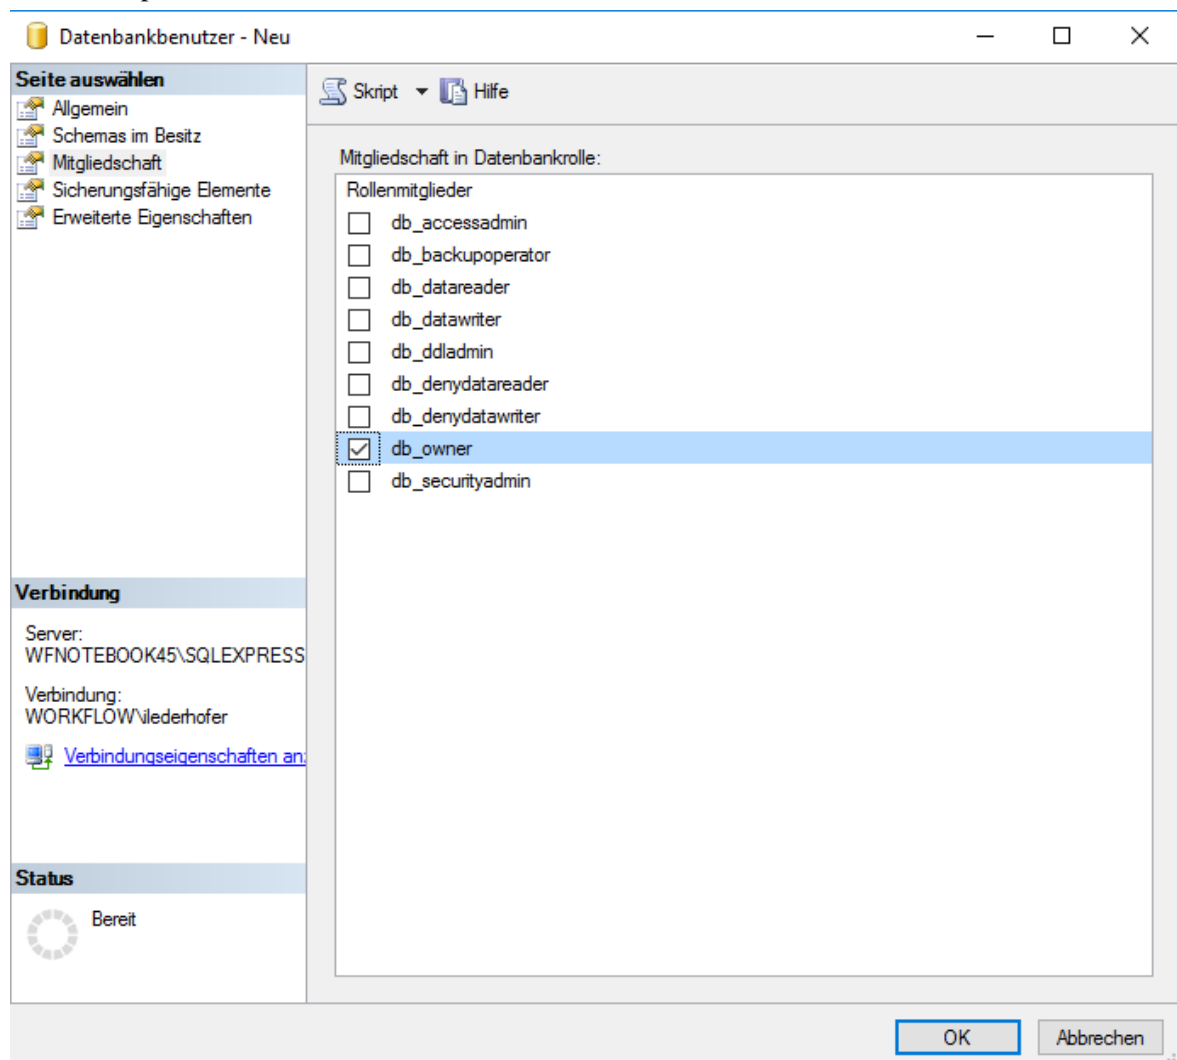 Datenbankbenutzer - Neu
Seite auswählen
Allgemein
Schemas im Besitz
Mitgliedschaft
Sicherungsfähige Elemente
Erweiterte Eigenschaften
Skript
Hilfe
Mitgliedschaft in Datenbankrolle:
Rollenmitglieder
db_accessadmin
db_backupoperator
db_datareader
db_datawriter
db_ddladmin
db_denydatareader
db_denydatawriter
db_owner
db_securityadmin
Verbindung
Server:
WFNOTEBOOK45\SQLEXPRESS
Verbindung:
WORKFLOW\ilederhofer
Verbindungseigenschaften an
Status
Bereit
OK
Abbrechen